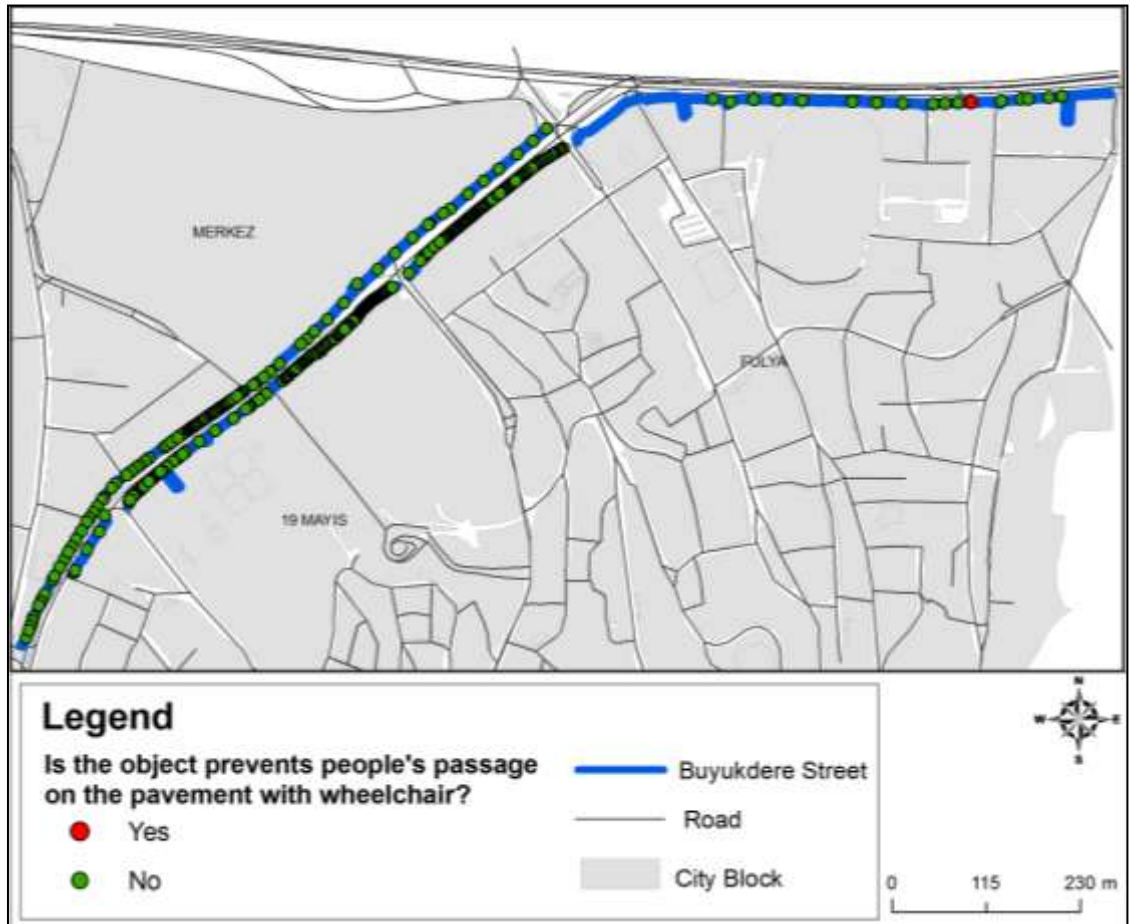 MERKEZ
FULYA
19 MAYIS
N
W E
S
Legend
Is the object prevents people's passage
on the pavement with wheelchair?
Yes
No
Buyukdere Street
Road
City Block
0 115 230 m